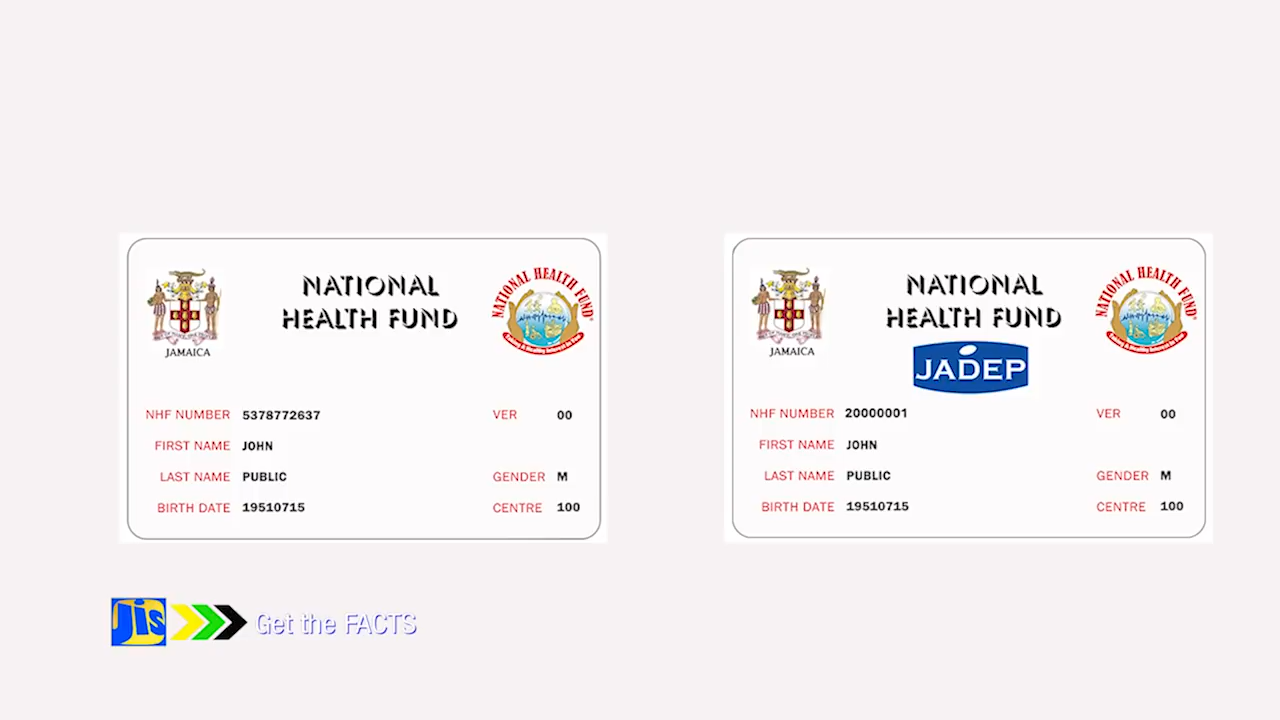 NATIONAL
HEALTH FUND
JAMAICA
NATIONAL HEALTH FUND
NHF NUMBER 5378772637 VER 00
FIRST NAME JOHN
LAST NAME PUBLIC GENDER M
BIRTH DATE 19510715 CENTRE 100
NATIONAL
HEALTH FUND
JADEP
JAMAICA
NATIONAL HEALTH FUND
NHF NUMBER 20000001 VER 00
FIRST NAME JOHN
LAST NAME PUBLIC GENDER M
BIRTH DATE 19510715 CENTRE 100
Jis Get the FACTS